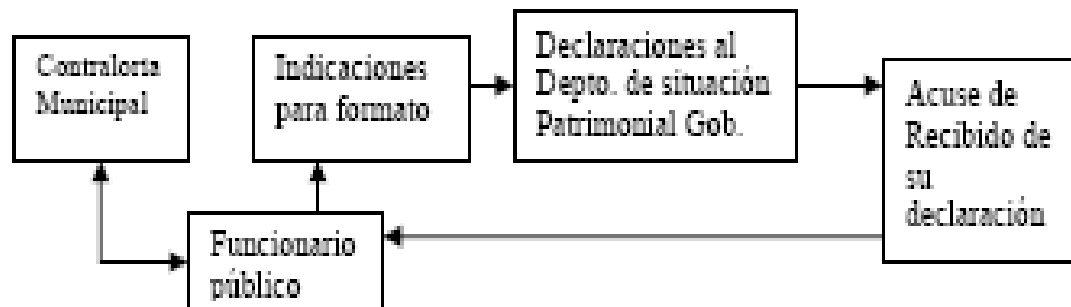 Contraloría
Municipal
Indicaciones
para formato
Declaraciones al
Depto. de situación
Patrimonial Gob.
Acuse de
Recibido de
su
declaración
Funcionario
público